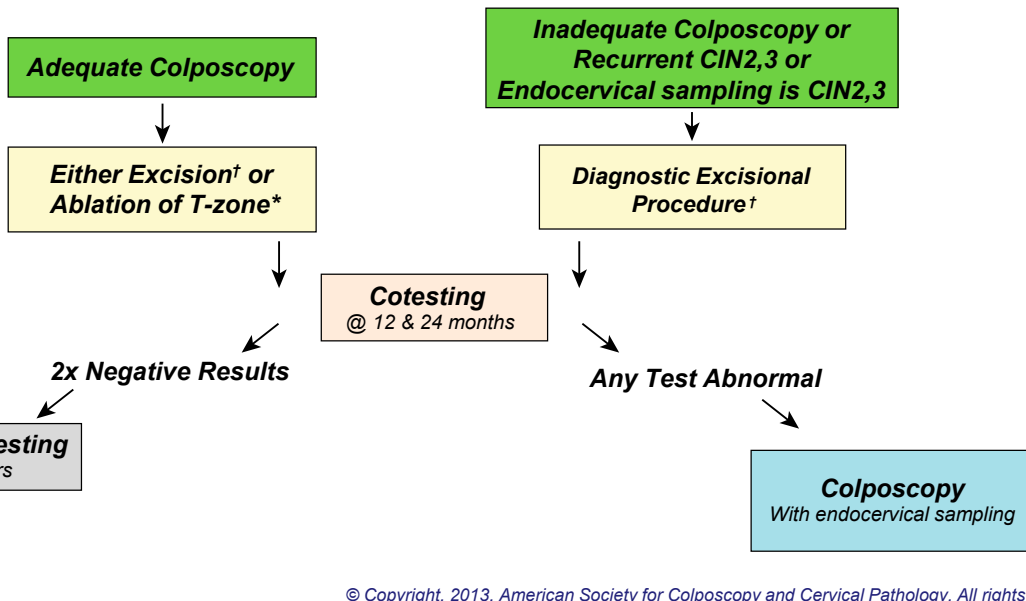 Adequate Colposcopy
Inadequate Colposcopy or
Recurrent CIN2,3 or
Endocervical sampling is CIN2,3
Either Excision† or
Ablation of T-zone*
Diagnostic Excisional
Procedure†
Cotesting
@ 12 & 24 months
2x Negative Results
Any Test Abnormal
esting
rs
Colposcopy
With endocervical sampling
© Copyright, 2013, American Society for Colposcopy and Cervical Pathology. All rights